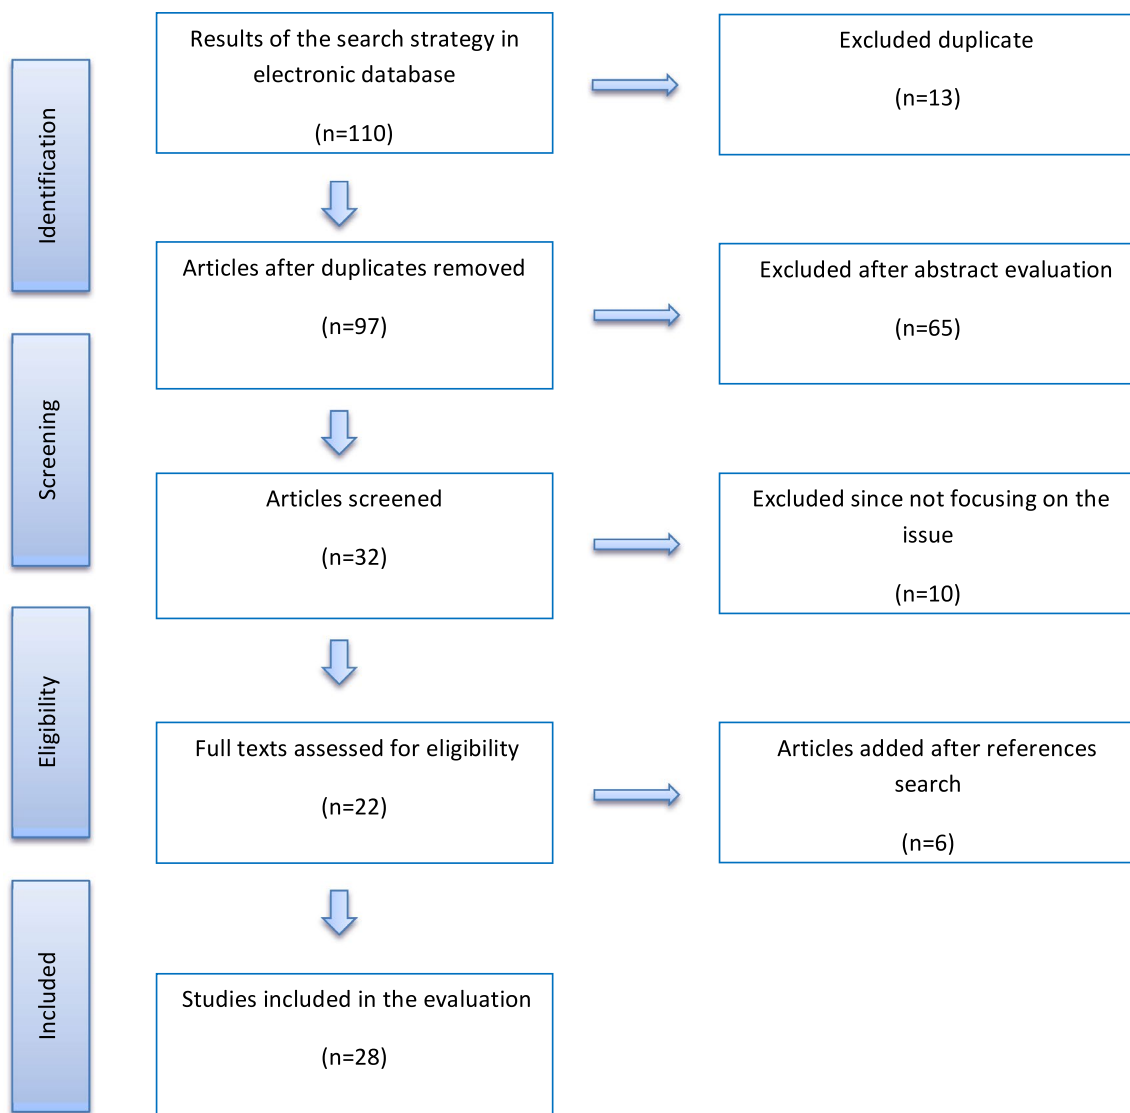 Identification
Results of the search strategy in
electronic database
(n=110)
Excluded duplicate
(n=13)
Articles after duplicates removed
(n=97)
Excluded after abstract evaluation
(n=65)
Screening
Articles screened
(n=32)
Excluded since not focusing on the
issue
(n=10)
Eligibility
Full texts assessed for eligibility
(n=22)
Articles added after references
search
(n=6)
Included
Studies included in the evaluation
(n=28)